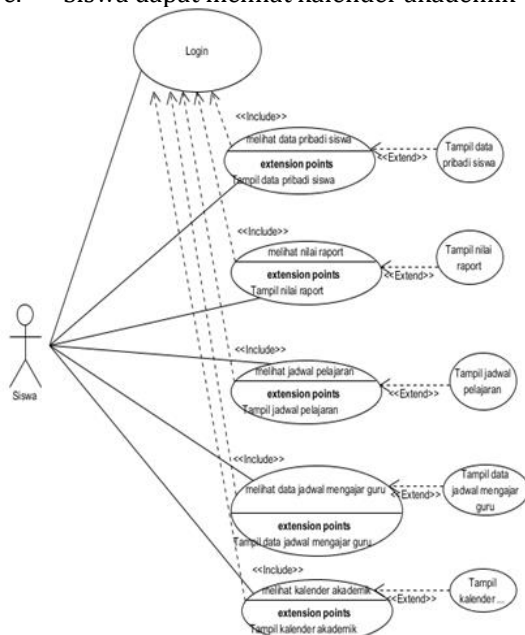 siswa dapat melihat kalender akademik
Login
<<Include>>
melihat data pribadi siswa
extension points
Tampil data pribadi siswa
<<Extend>>
Tampil data
pribadi siswa
<<Include>>
melihat nilai raport
extension points
Tampil nilai raport
<<Extend>>
Tampil nilai
raport
Siswa
<<Include>>
melihat jadwal pelajaran
extension points
Tampil jadwal pelajaran
<<Extend>>
Tampil jadwal
pelajaran
<<Include>>
melihat data jadwal mengajar guru
extension points
Tampil data jadwal mengajar guru
<<Extend>>
Tampil data
jadwal mengajar
guru
<<Include>>
melihat kalender akademik
extension points
Tampil kalender akademik
<<Extend>>
Tampil
kalender ...